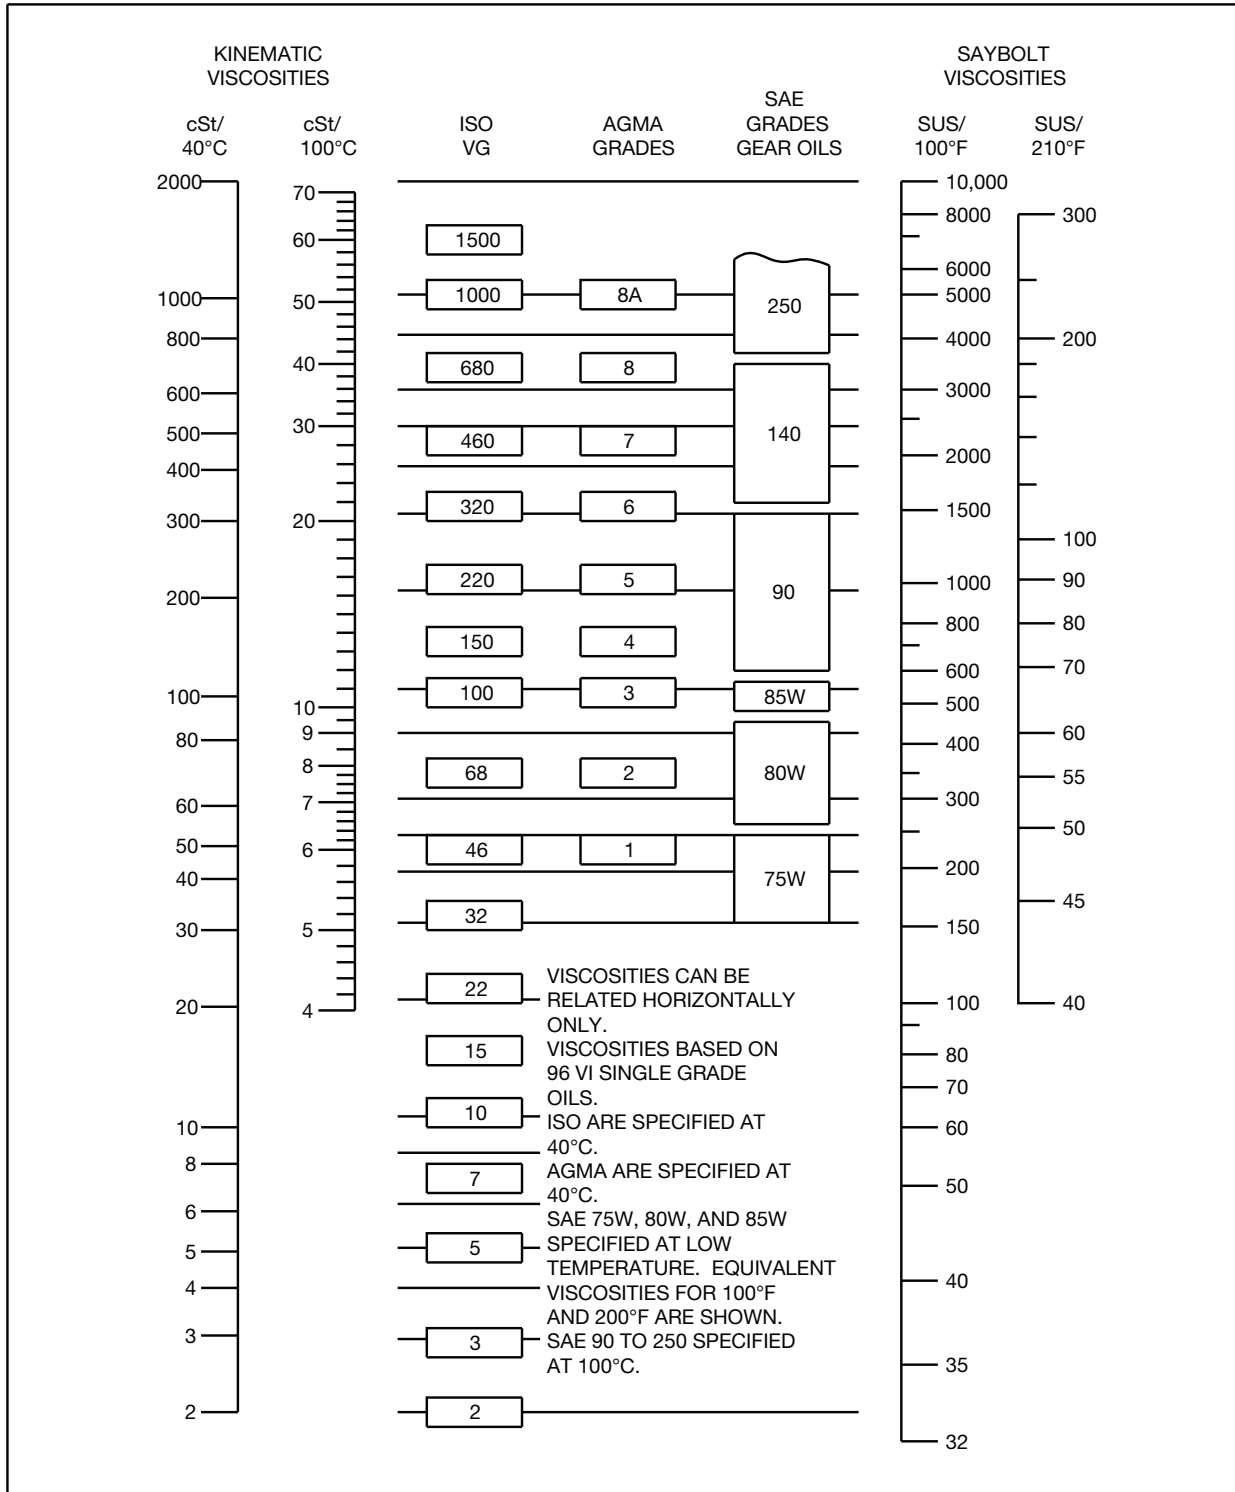 KINEMATIC
VISCOSITIES
SAYBOLT
VISCOSITIES
cSt/
40°C
cSt/
100°C
ISO
VG
AGMA
GRADES
SAE
GRADES
GEAR OILS
SUS/
100°F
SUS/
210°F
2000
1000
800
600
500
400
300
200
100
80
60
50
40
30
20
10
8
6
5
4
3
2
70
60
50
40
30
20
10
9
8
7
6
5
4
1500
1000
680
460
320
220
150
100
68
46
32
22
15
10
7
5
3
2
8A
8
7
6
5
4
3
2
1
250
140
90
85W
80W
75W
VISCOSITIES CAN BE
RELATED HORIZONTALLY
ONLY.
VISCOSITIES BASED ON
96 VI SINGLE GRADE
OILS.
ISO ARE SPECIFIED AT
40°C.
AGMA ARE SPECIFIED AT
40°C.
SAE 75W, 80W, AND 85W
SPECIFIED AT LOW
TEMPERATURE. EQUIVALENT
VISCOSITIES FOR 100°F
AND 200°F ARE SHOWN.
SAE 90 TO 250 SPECIFIED
AT 100°C.
10,000
8000
6000
5000
4000
3000
2000
1500
1000
800
600
500
400
300
200
150
100
80
70
60
50
40
35
32
300
200
100
90
80
70
60
55
50
45
40